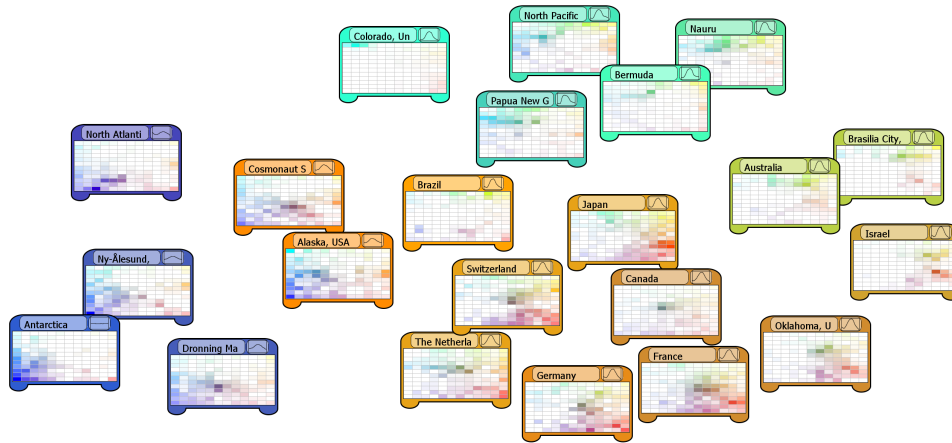 North Pacific
Nauru
Colorado, Un
Bermuda
Papua New G
North Atlanti
Brasilia City,
Cosmonaut S
Australia
Brazil
Japan
Israel
Alaska, USA
Ny-Ålesund,
Switzerland
Canada
Antarctica
Oklahoma, U
Dronning Ma
The Netherla
France
Germany